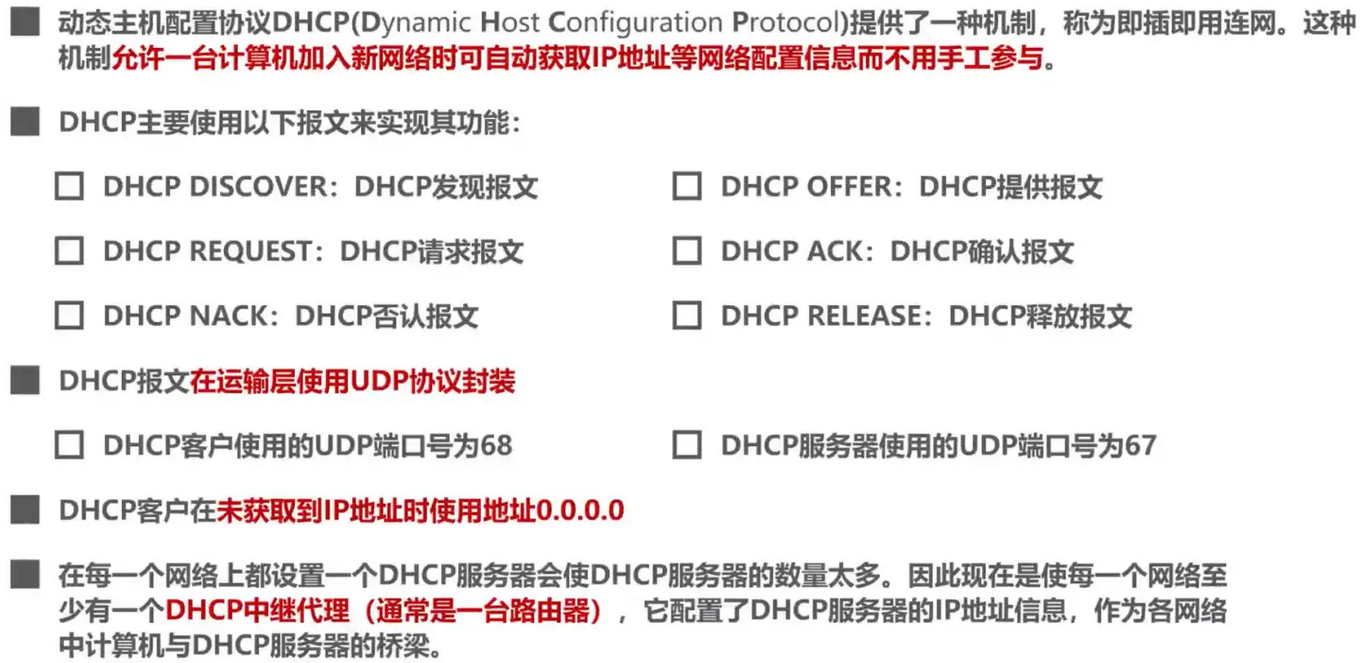 动态主机配置协议DHCP(Dynamic Host Configuration Protocol)提供了一种机制，称为即插即用连网。这种
机制允许一台计算机加入新网络时可自动获取IP地址等网络配置信息而不用手工参与。
DHCP主要使用以下报文来实现其功能：
DHCP DISCOVER：DHCP发现报文
DHCP OFFER：DHCP提供报文
DHCP REQUEST：DHCP请求报文
DHCP ACK：DHCP确认报文
DHCP NACK：DHCP否认报文
DHCP RELEASE：DHCP释放报文
DHCP报文在运输层使用UDP协议封装
DHCP客户使用的UDP端口号为68
DHCP服务器使用的UDP端口号为67
DHCP客户在未获取到IP地址时使用地址0.0.0.0
在每一个网络上都设置一个DHCP服务器会使DHCP服务器的数量太多。因此现在是使每一个网络至
少有一个DHCP中继代理（通常是一台路由器），它配置了DHCP服务器的IP地址信息，作为各网络
中计算机与DHCP服务器的桥梁。